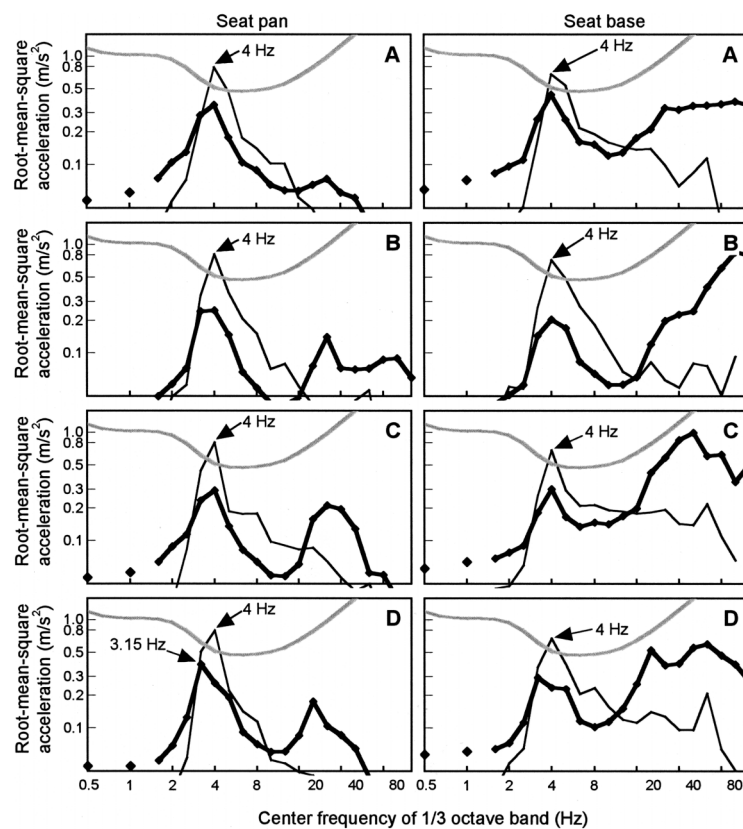 Seat pan
Seat base
Root-mean-square
acceleration (m/s²)
1.0
0.8
0.5
0.3
0.2
0.1
4 Hz
A
4 Hz
A
Root-mean-square
acceleration (m/s²)
1.0
0.8
0.5
0.3
0.2
0.1
4 Hz
B
4 Hz
B
Root-mean-square
acceleration (m/s²)
1.0
0.8
0.5
0.3
0.2
0.1
4 Hz
C
4 Hz
C
Root-mean-square
acceleration (m/s²)
1.0
0.8
0.5
0.3
0.2
0.1
3.15 Hz
4 Hz
D
4 Hz
D
0.5 1 2 4 8 20 40 80
0.5 1 2 4 8 20 40 80
Center frequency of 1/3 octave band (Hz)